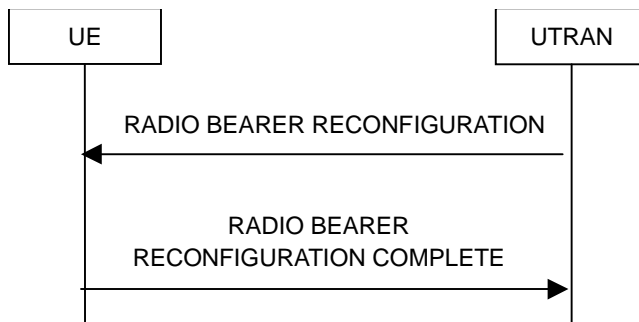 UE
UTRAN
RADIO BEARER RECONFIGURATION
RADIO BEARER
RECONFIGURATION COMPLETE